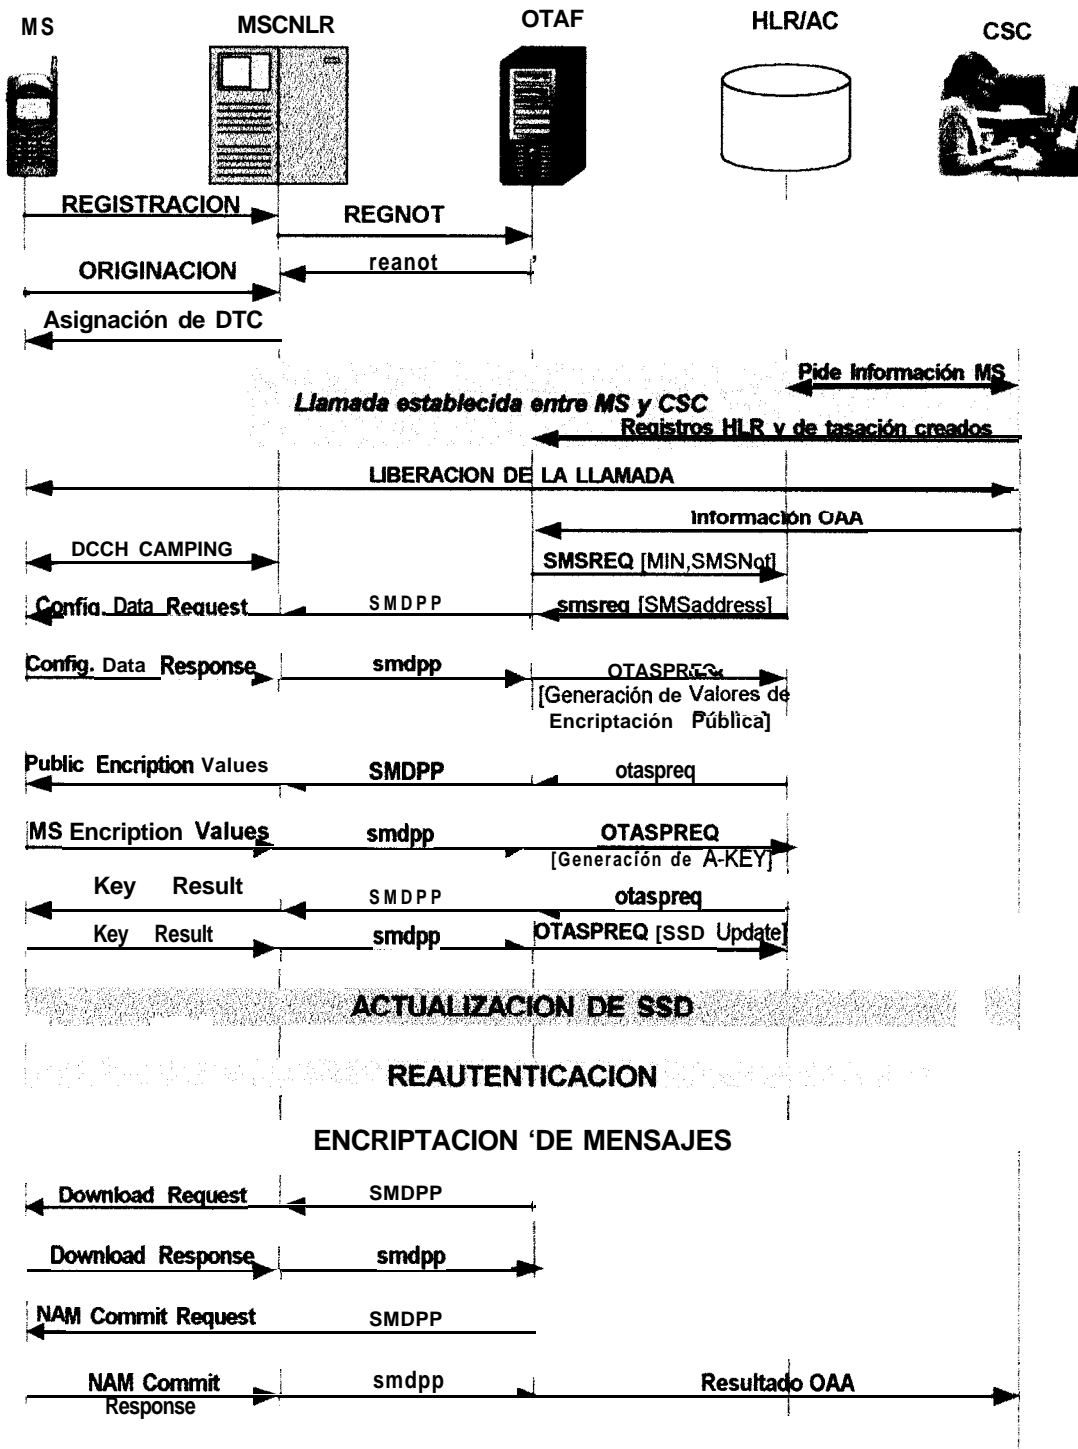 MS
MSCNLR
OTAF
HLR/AC
CSC
REGISTRACION
REGNOT
reanot
ORIGINACION
Asignación de DTC
Pide Información MS
Llamada establecida entre MS y CSC
Registros HLR y de tasación creados
LIBERACION DE LA LLAMADA
Información OAA
DCCH CAMPING
SMSREQ [MIN,SMSNot]
Config. Data Request
SMDPP
smsreq [SMSaddress]
Config. Data Response
smdpp
OTASPREQ
[Generación de Valores de
Encriptación Pública]
Public Encription Values
SMDPP
otaspreq
MS Encription Values
smdpp
OTASPREQ
[Generación de A-KEY]
Key Result
SMDPP
otaspreq
Key Result
smdpp
OTASPREQ [SSD Update]
ACTUALIZACION DE SSD
REAUTENTICACION
ENCRIPTACION ‘DE MENSAJES
Download Request
SMDPP
Download Response
smdpp
NAM Commit Request
SMDPP
NAM Commit
Response
smdpp
Resultado OAA